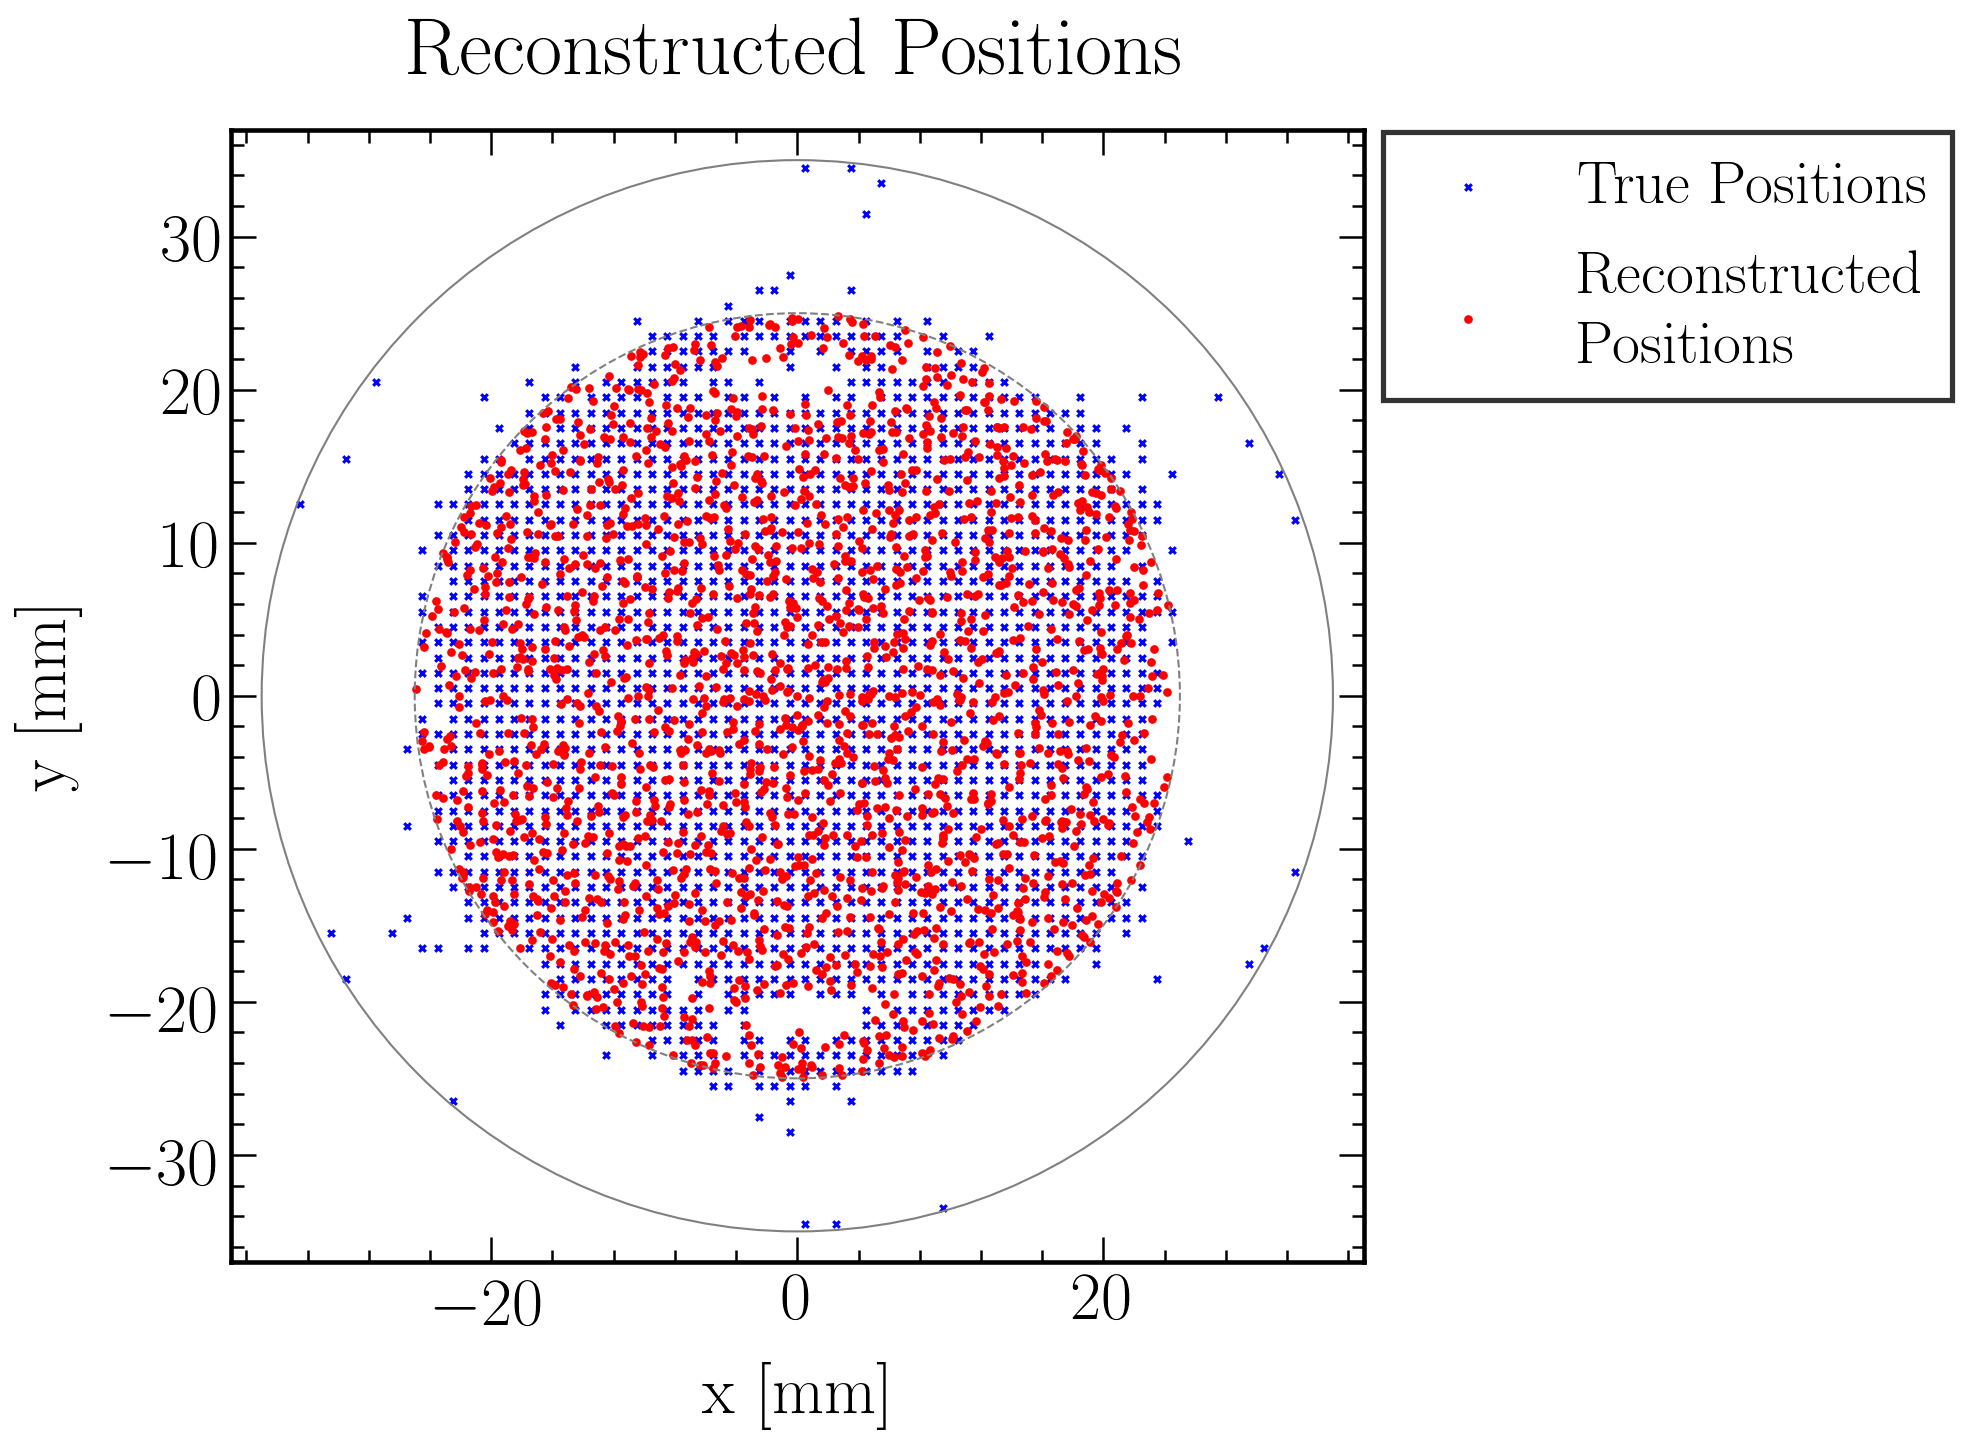 Reconstructed Positions
True Positions
Reconstructed
Positions
30
20
10
0
−10
−20
−30
y [mm]
−20 0 20
x [mm]